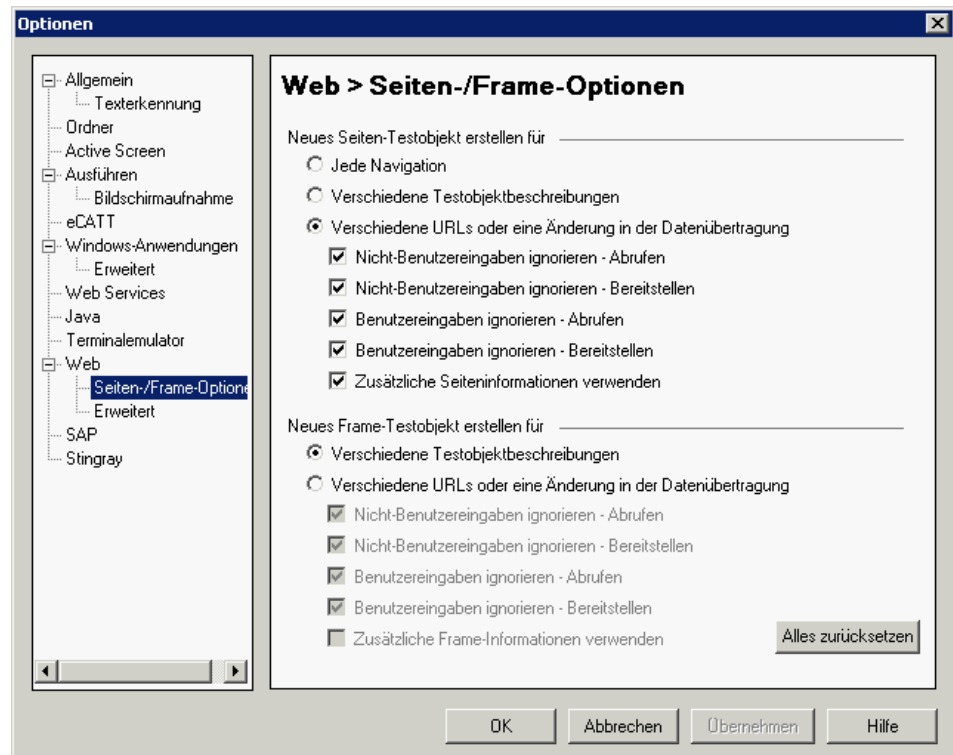 Optionen
Allgemein
Texterkennung
Ordner
Active Screen
Ausführen
Bildschirmaufnahme
eCATT
Windows-Anwendungen
Erweitert
Web Services
Java
Terminalemulator
Web
Seiten-/Frame-Optione
Erweitert
SAP
Stingray
Web > Seiten-/Frame-Optionen
Neues Seiten-Testobjekt erstellen für
Jede Navigation
Verschiedene Testobjektbeschreibungen
Verschiedene URLs oder eine Änderung in der Datenübertragung
Nicht-Benutzereingaben ignorieren - Abrufen
Nicht-Benutzereingaben ignorieren - Bereitstellen
Benutzereingaben ignorieren - Abrufen
Benutzereingaben ignorieren - Bereitstellen
Zusätzliche Seiteninformationen verwenden
Neues Frame-Testobjekt erstellen für
Verschiedene Testobjektbeschreibungen
Verschiedene URLs oder eine Änderung in der Datenübertragung
Nicht-Benutzereingaben ignorieren - Abrufen
Nicht-Benutzereingaben ignorieren - Bereitstellen
Benutzereingaben ignorieren - Abrufen
Benutzereingaben ignorieren - Bereitstellen
Zusätzliche Frame-Informationen verwenden
Alles zurücksetzen
OK
Abbrechen
Übernehmen
Hilfe